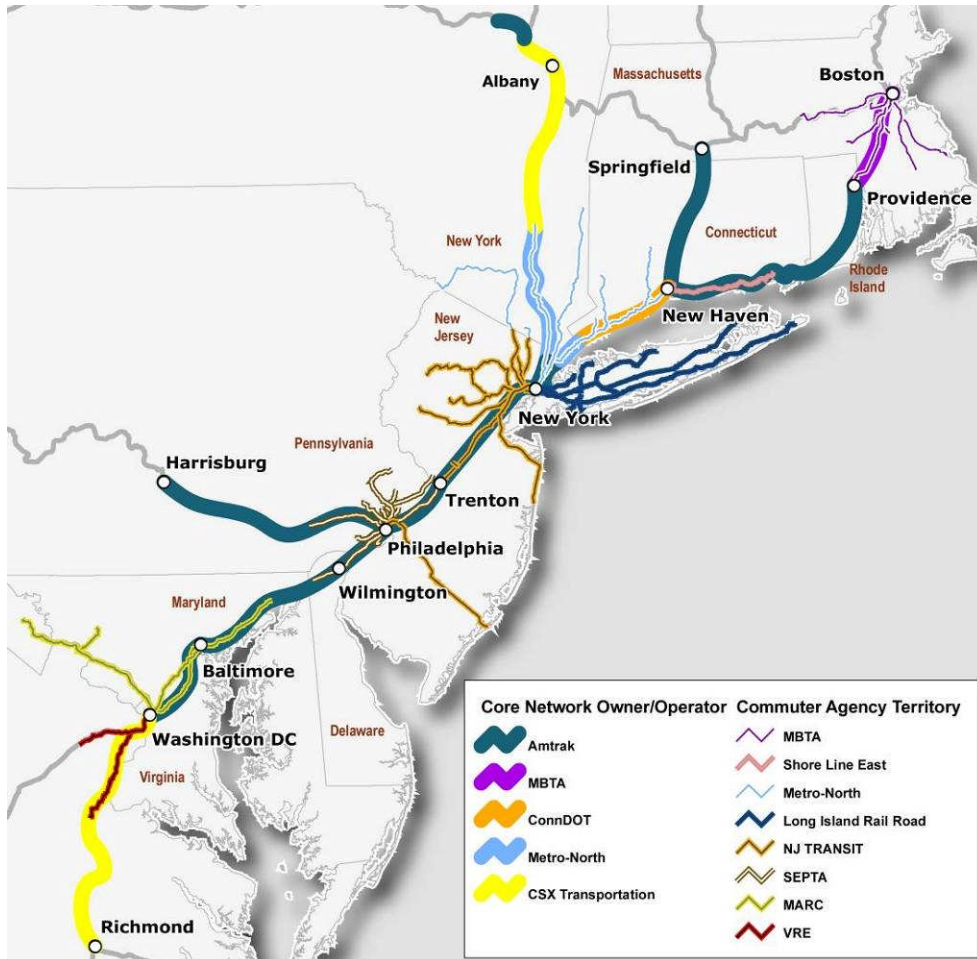 Boston
Massachusetts
Albany
Springfield
Providence
Connecticut
New York
Rhode
Island
New Haven
New
Jersey
New York
Pennsylvania
Harrisburg
Trenton
Philadelphia
Wilmington
Maryland
Baltimore
Washington DC
Delaware
Virginia
Richmond
Core Network Owner/Operator
Amtrak
MBTA
ConnDOT
Metro-North
CSX Transportation
Commuter Agency Territory
MBTA
Shore Line East
Metro-North
Long Island Rail Road
NJ TRANSIT
SEPTA
MARC
VRE